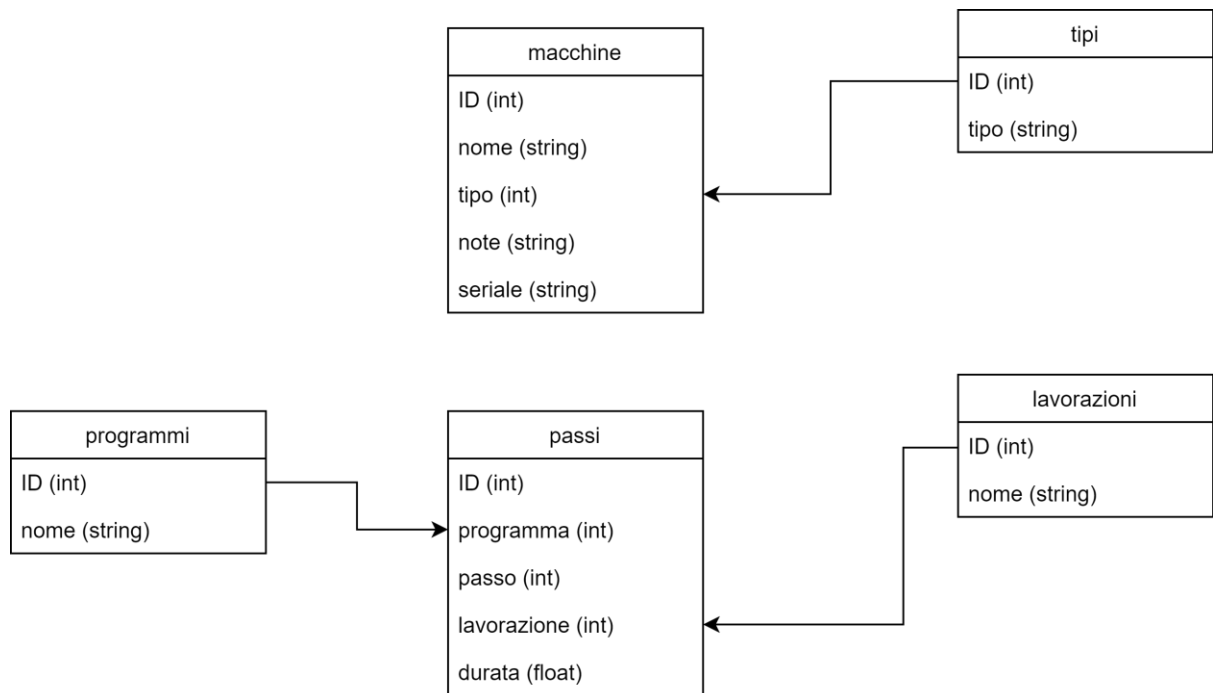 macchine
ID (int)
nome (string)
tipo (int)
note (string)
seriale (string)
tipi
ID (int)
tipo (string)
programmi
ID (int)
nome (string)
passi
ID (int)
programma (int)
passo (int)
lavorazione (int)
durata (float)
lavorazioni
ID (int)
nome (string)